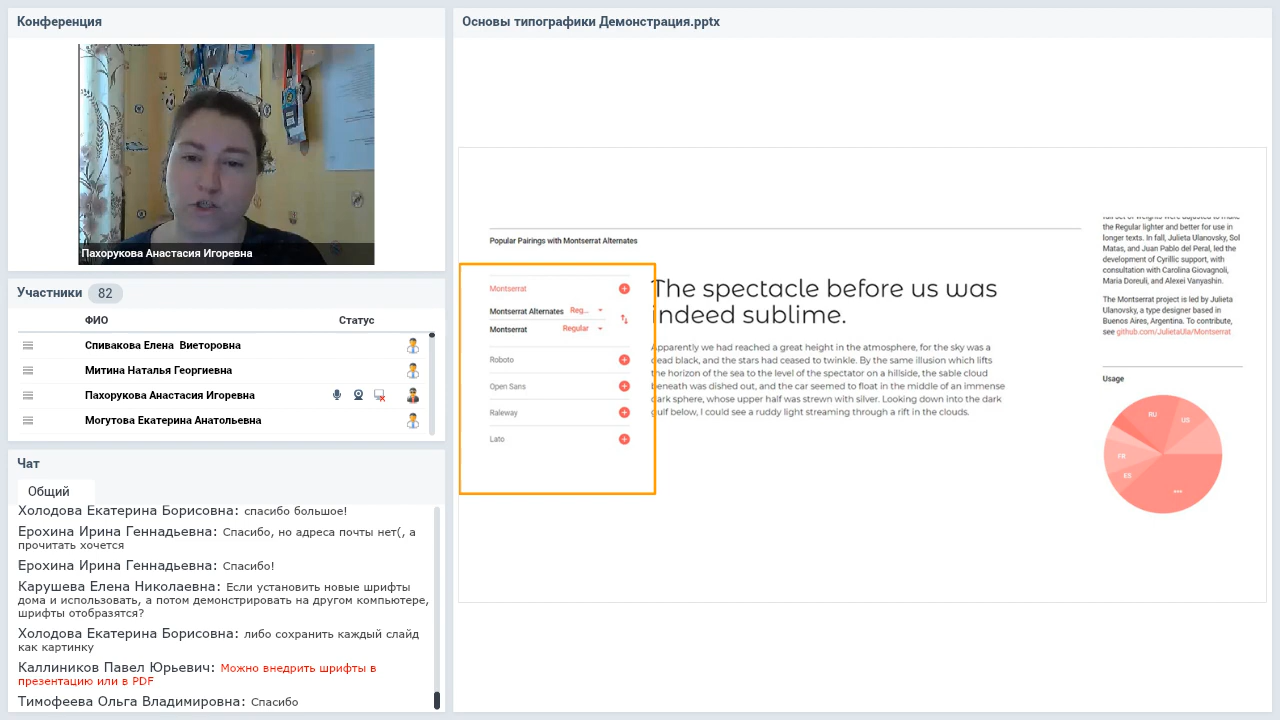 Конференция
Пахорукова Анастасия Игоревна
Участники 82
ФИО Статус
Спивакова Елена Виеторовна
Митина Наталья Георгиевна
Пахорукова Анастасия Игоревна
Могутова Екатерина Анатольевна
Чат
Общий
Холодова Екатерина Борисовна: спасибо большое!
Ерохина Ирина Геннадьевна: Спасибо, но адреса почты нет(, а
прочитать хочется
Ерохина Ирина Геннадьевна: Спасибо!
Карушева Елена Николаевна: Если установить новые шрифты
дома и использовать, а потом демонстрировать на другом компьютере,
шрифты отобразятся?
Холодова Екатерина Борисовна: либо сохранить каждый слайд
как картинку
Каллиников Павел Юрьевич: Можно внедрить шрифты в
презентацию или в PDF
Тимофеева Ольга Владимировна: Спасибо
Основы типографики Демонстрация.pptx
Popular Pairings with Montserrat Alternates
Montserrat
Montserrat Alternates Reg...
Montserrat Regular
Roboto
Open Sans
Raleway
Lato
The spectacle before us was
indeed sublime.
Apparently we had reached a great height in the atmosphere, for the sky was a
dead black, and the stars had ceased to twinkle. By the same illusion which lifts
the horizon of the sea to the level of the spectator on a hillside, the sable cloud
beneath was dished out, and the car seemed to float in the middle of an immense
dark sphere, whose upper half was strewn with silver. Looking down into the dark
gulf below, I could see a ruddy light streaming through a rift in the clouds.
full set of weights were adjusted to make
the Regular lighter and better for use in
longer texts. In fall, Julieta Ulanovsky, Sol
Matas, and Juan Pablo del Peral, led the
development of Cyrillic support, with
consultation with Carolina Giovagnoli,
Maria Doreuli, and Alexei Vanyashin.
The Montserrat project is led by Julieta
Ulanovsky, a type designer based in
Buenos Aires, Argentina. To contribute,
see github.com/JulietaUla/Montserrat
Usage
RU
US
FR
KR
...